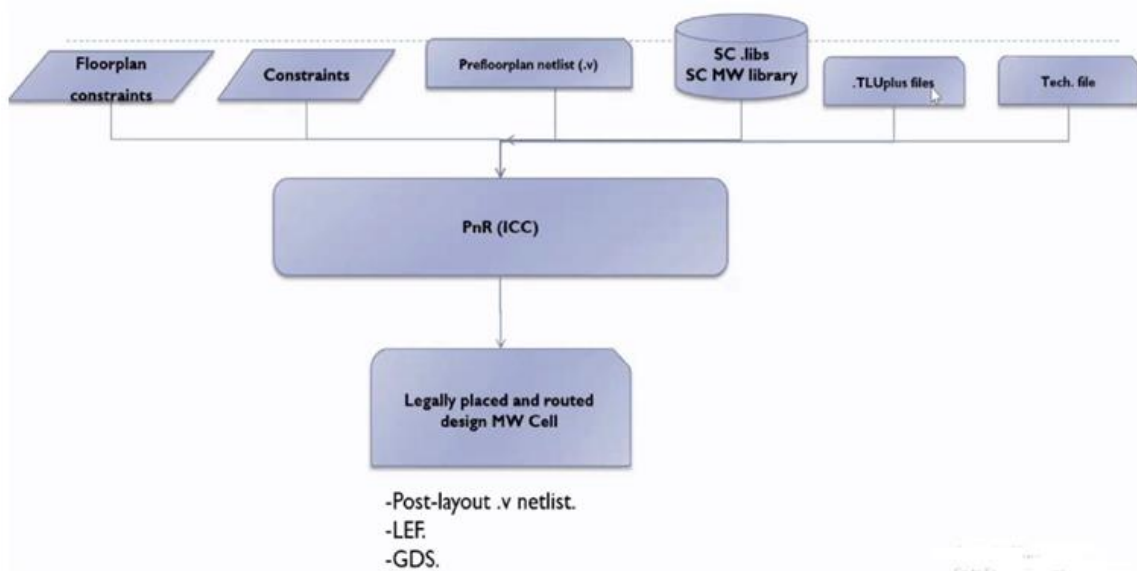 Floorplan
constraints
Constraints
Prefloorplan netlist (.v)
SC .libs
SC MW library
.TLUplus files
Tech. file
PnR (ICC)
Legally placed and routed
design MW Cell
-Post-layout .v netlist.
-LEF.
-GDS.